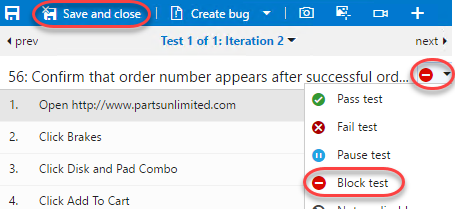 Save and close Create bug
prev Test 1 of 1: Iteration 2 next
56: Confirm that order number appears after successful ord...
1. Open http://www.partsunlimited.com
Pass test
2. Click Brakes
Fail test
Pause test
3. Click Disk and Pad Combo
Block test
4. Click Add To Cart